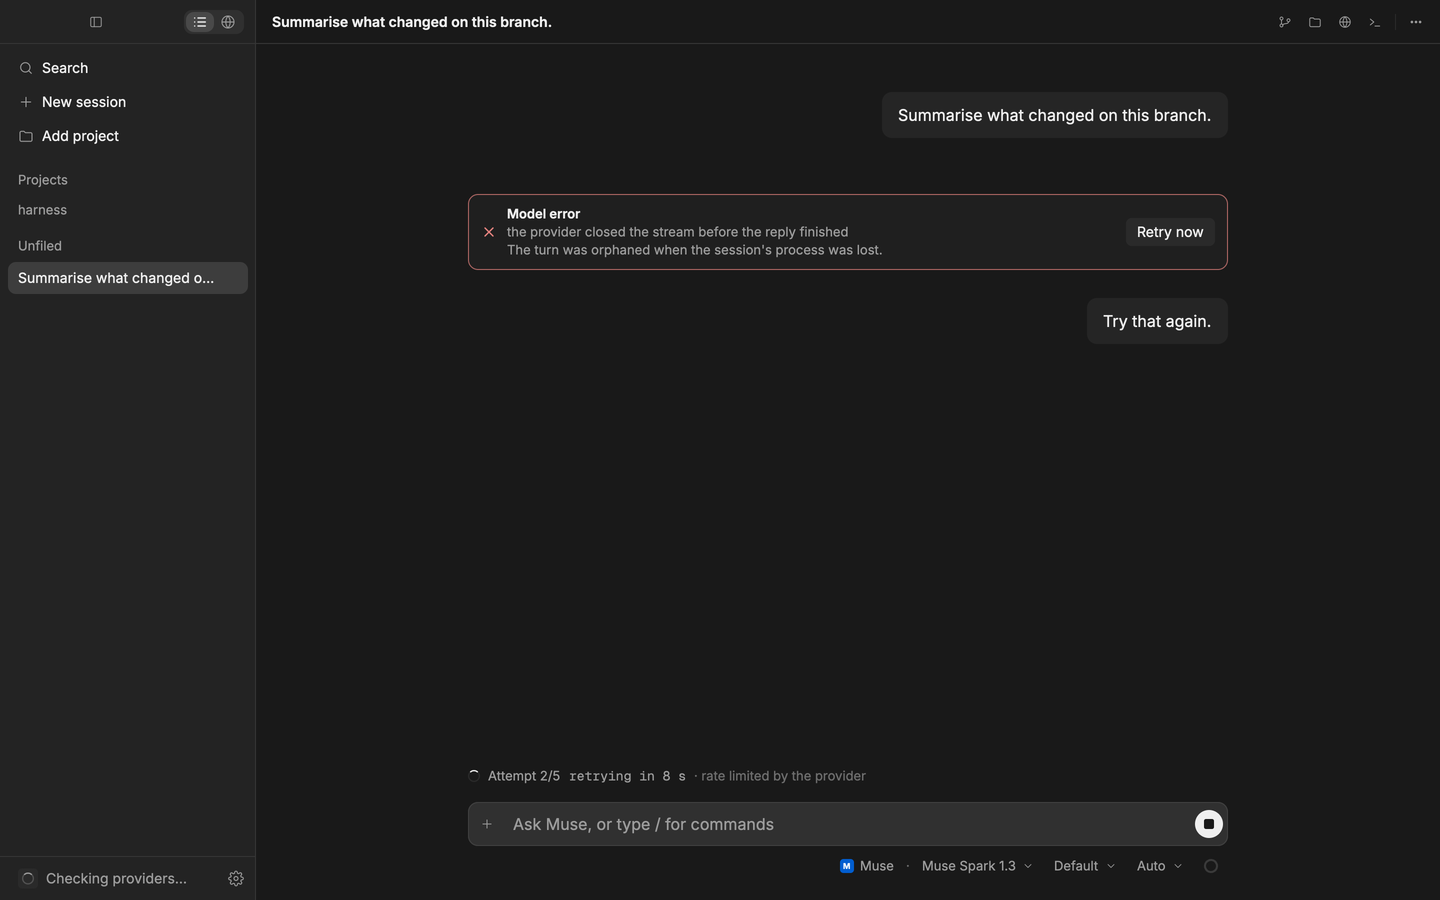 Summarise what changed on this branch.
Search
New session
Add project
Projects
harness
Unfiled
Summarise what changed o...
Summarise what changed on this branch.
Model error
the provider closed the stream before the reply finished
The turn was orphaned when the session's process was lost.
Retry now
Try that again.
Attempt 2/5 retrying in 8 s · rate limited by the provider
Ask Muse, or type / for commands
M Muse · Muse Spark 1.3 Default Auto
Checking providers...